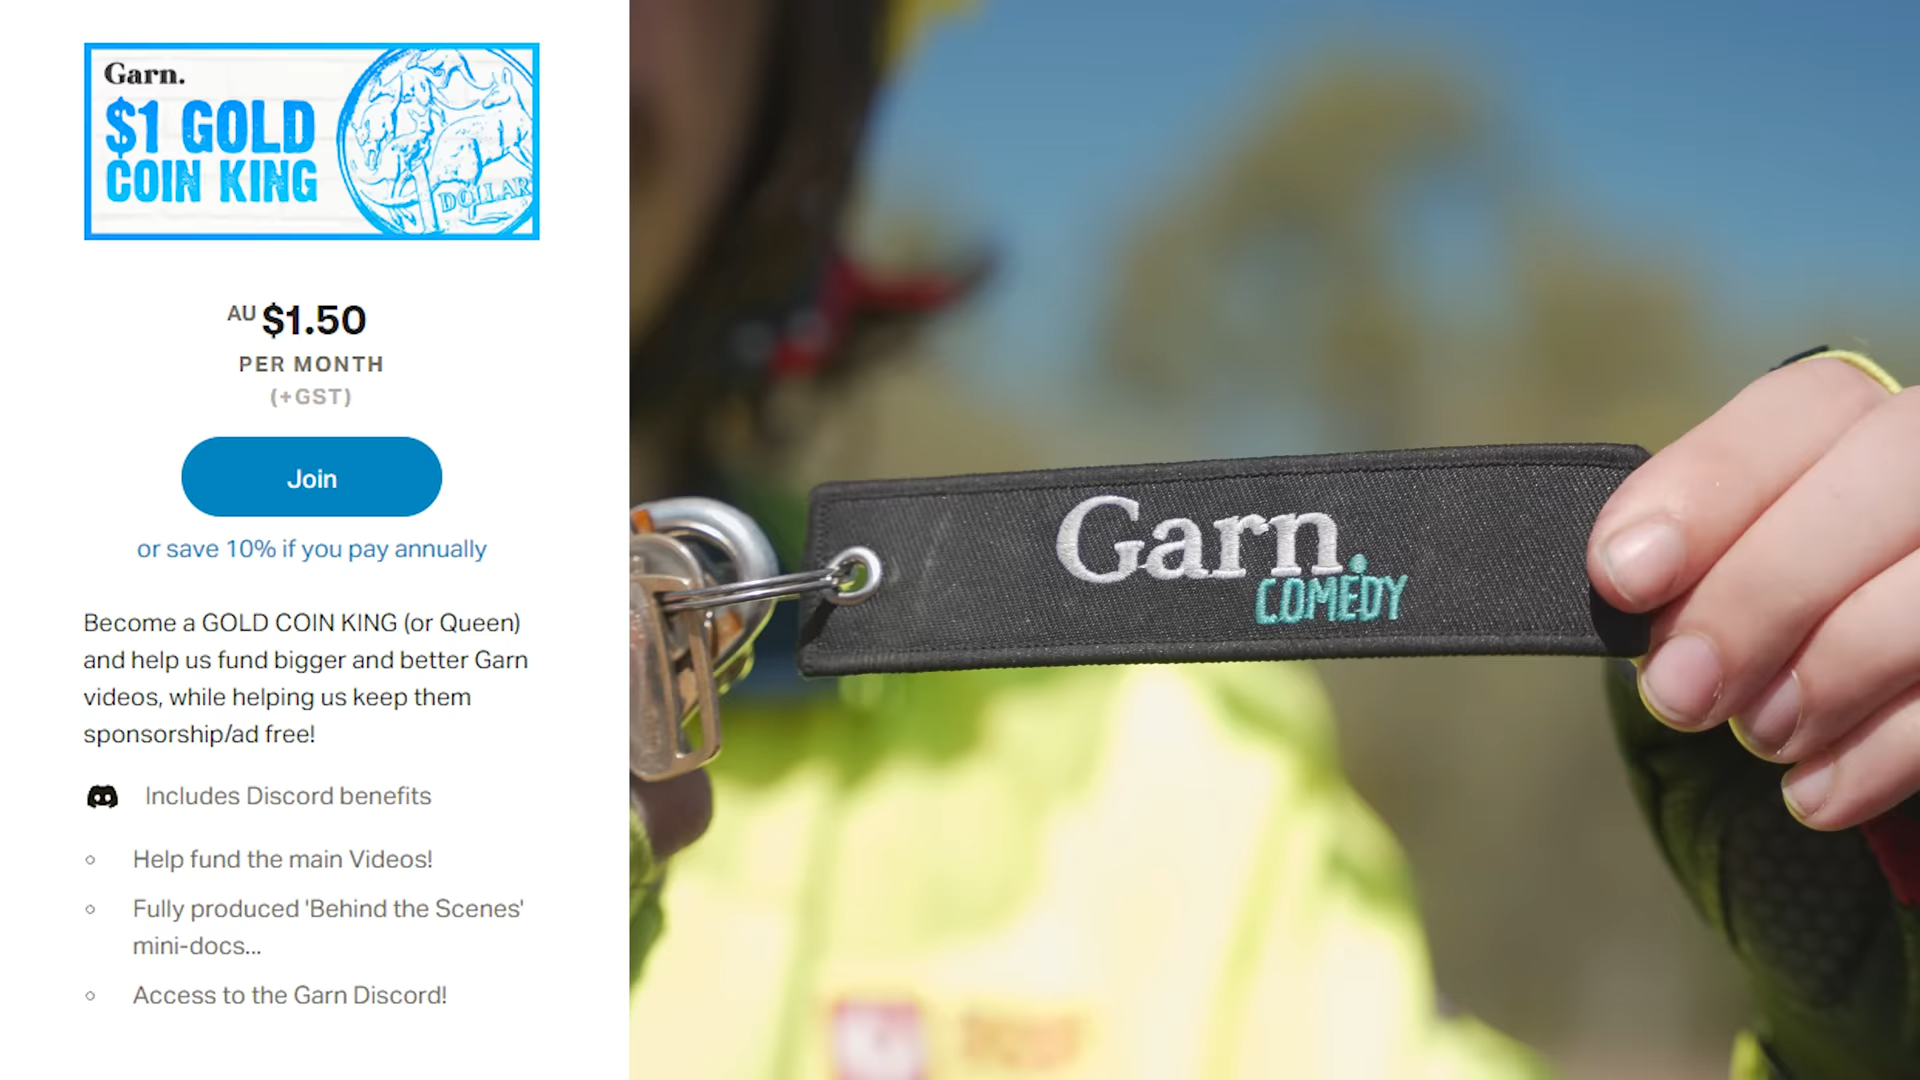 Garn.
$1 GOLD
COIN KING
DOLLAR
AU $1.50
PER MONTH
(+GST)
Join
or save 10% if you pay annually
Become a GOLD COIN KING (or Queen)
and help us fund bigger and better Garn
videos, while helping us keep them
sponsorship/ad free!
Includes Discord benefits
Help fund the main Videos!
Fully produced 'Behind the Scenes'
mini-docs...
Access to the Garn Discord!
Garn.
COMEDY